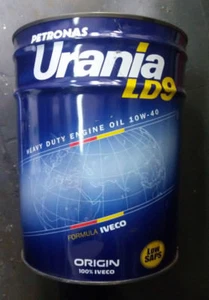 PETRONAS
Urania
LD9
HEAVY DUTY ENGINE OIL 10W-40
FORMULA IVECO
LOW
SAPS
ORIGIN
100% IVECO